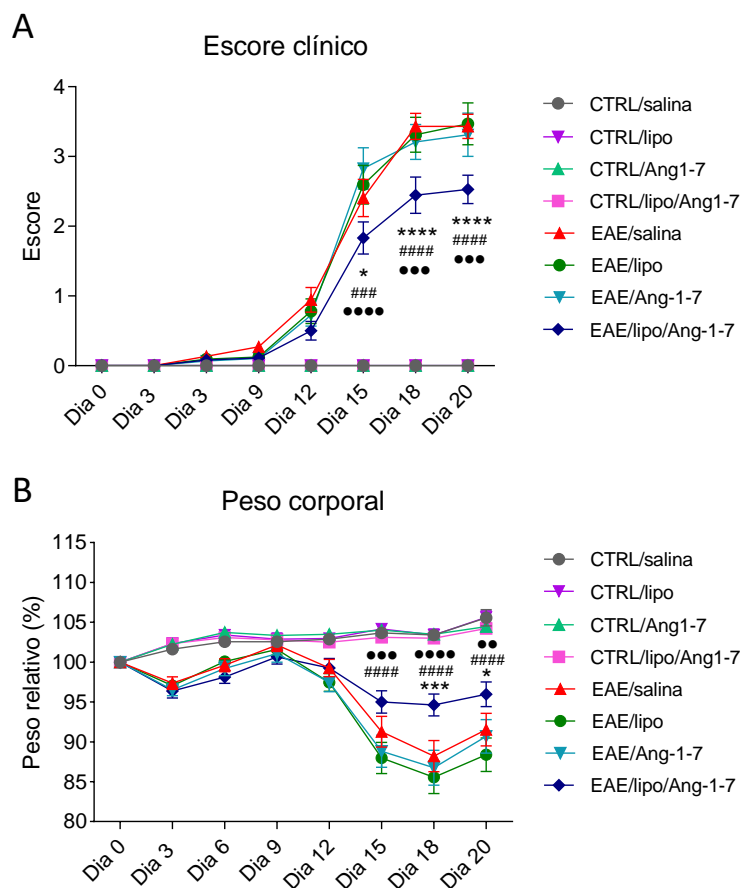 A
Escore clínico
Escore
4
3
2
1
0
*
###
●●●●
****
####
●●●
****
####
●●●
Dia 0
Dia 3
Dia 3
Dia 9
Dia 12
Dia 15
Dia 18
Dia 20
CTRL/salina
CTRL/lipo
CTRL/Ang1-7
CTRL/lipo/Ang1-7
EAE/salina
EAE/lipo
EAE/Ang-1-7
EAE/lipo/Ang-1-7
B
Peso corporal
Peso relativo (%)
115
110
105
100
95
90
85
80
●●●
####
●●●●
####
***
●●
####
*
Dia 0
Dia 3
Dia 6
Dia 9
Dia 12
Dia 15
Dia 18
Dia 20
CTRL/salina
CTRL/lipo
CTRL/Ang1-7
CTRL/lipo/Ang1-7
EAE/salina
EAE/lipo
EAE/Ang-1-7
EAE/lipo/Ang-1-7